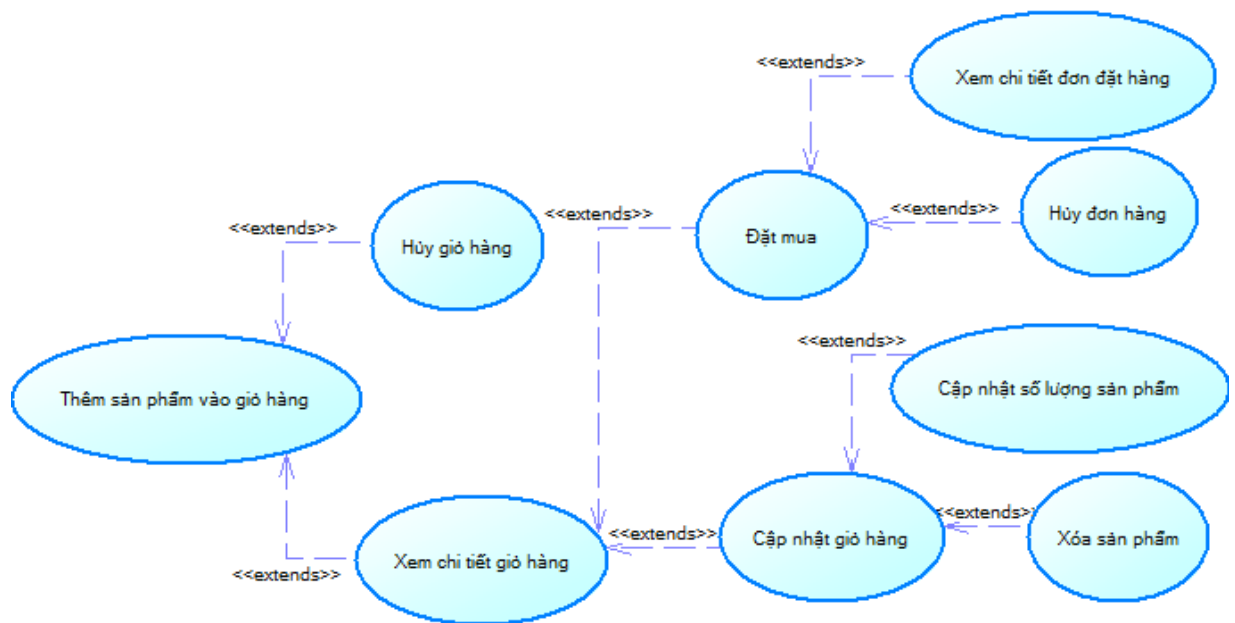 <<extends>>
Xem chi tiết đơn đặt hàng
<<extends>>
Hủy giỏ hàng
<<extends>>
Đặt mua
<<extends>>
Hủy đơn hàng
<<extends>>
Cập nhật số lượng sản phẩm
Thêm sản phẩm vào giỏ hàng
<<extends>>
Xem chi tiết giỏ hàng
<<extends>>
Cập nhật giỏ hàng
<<extends>>
Xóa sản phẩm